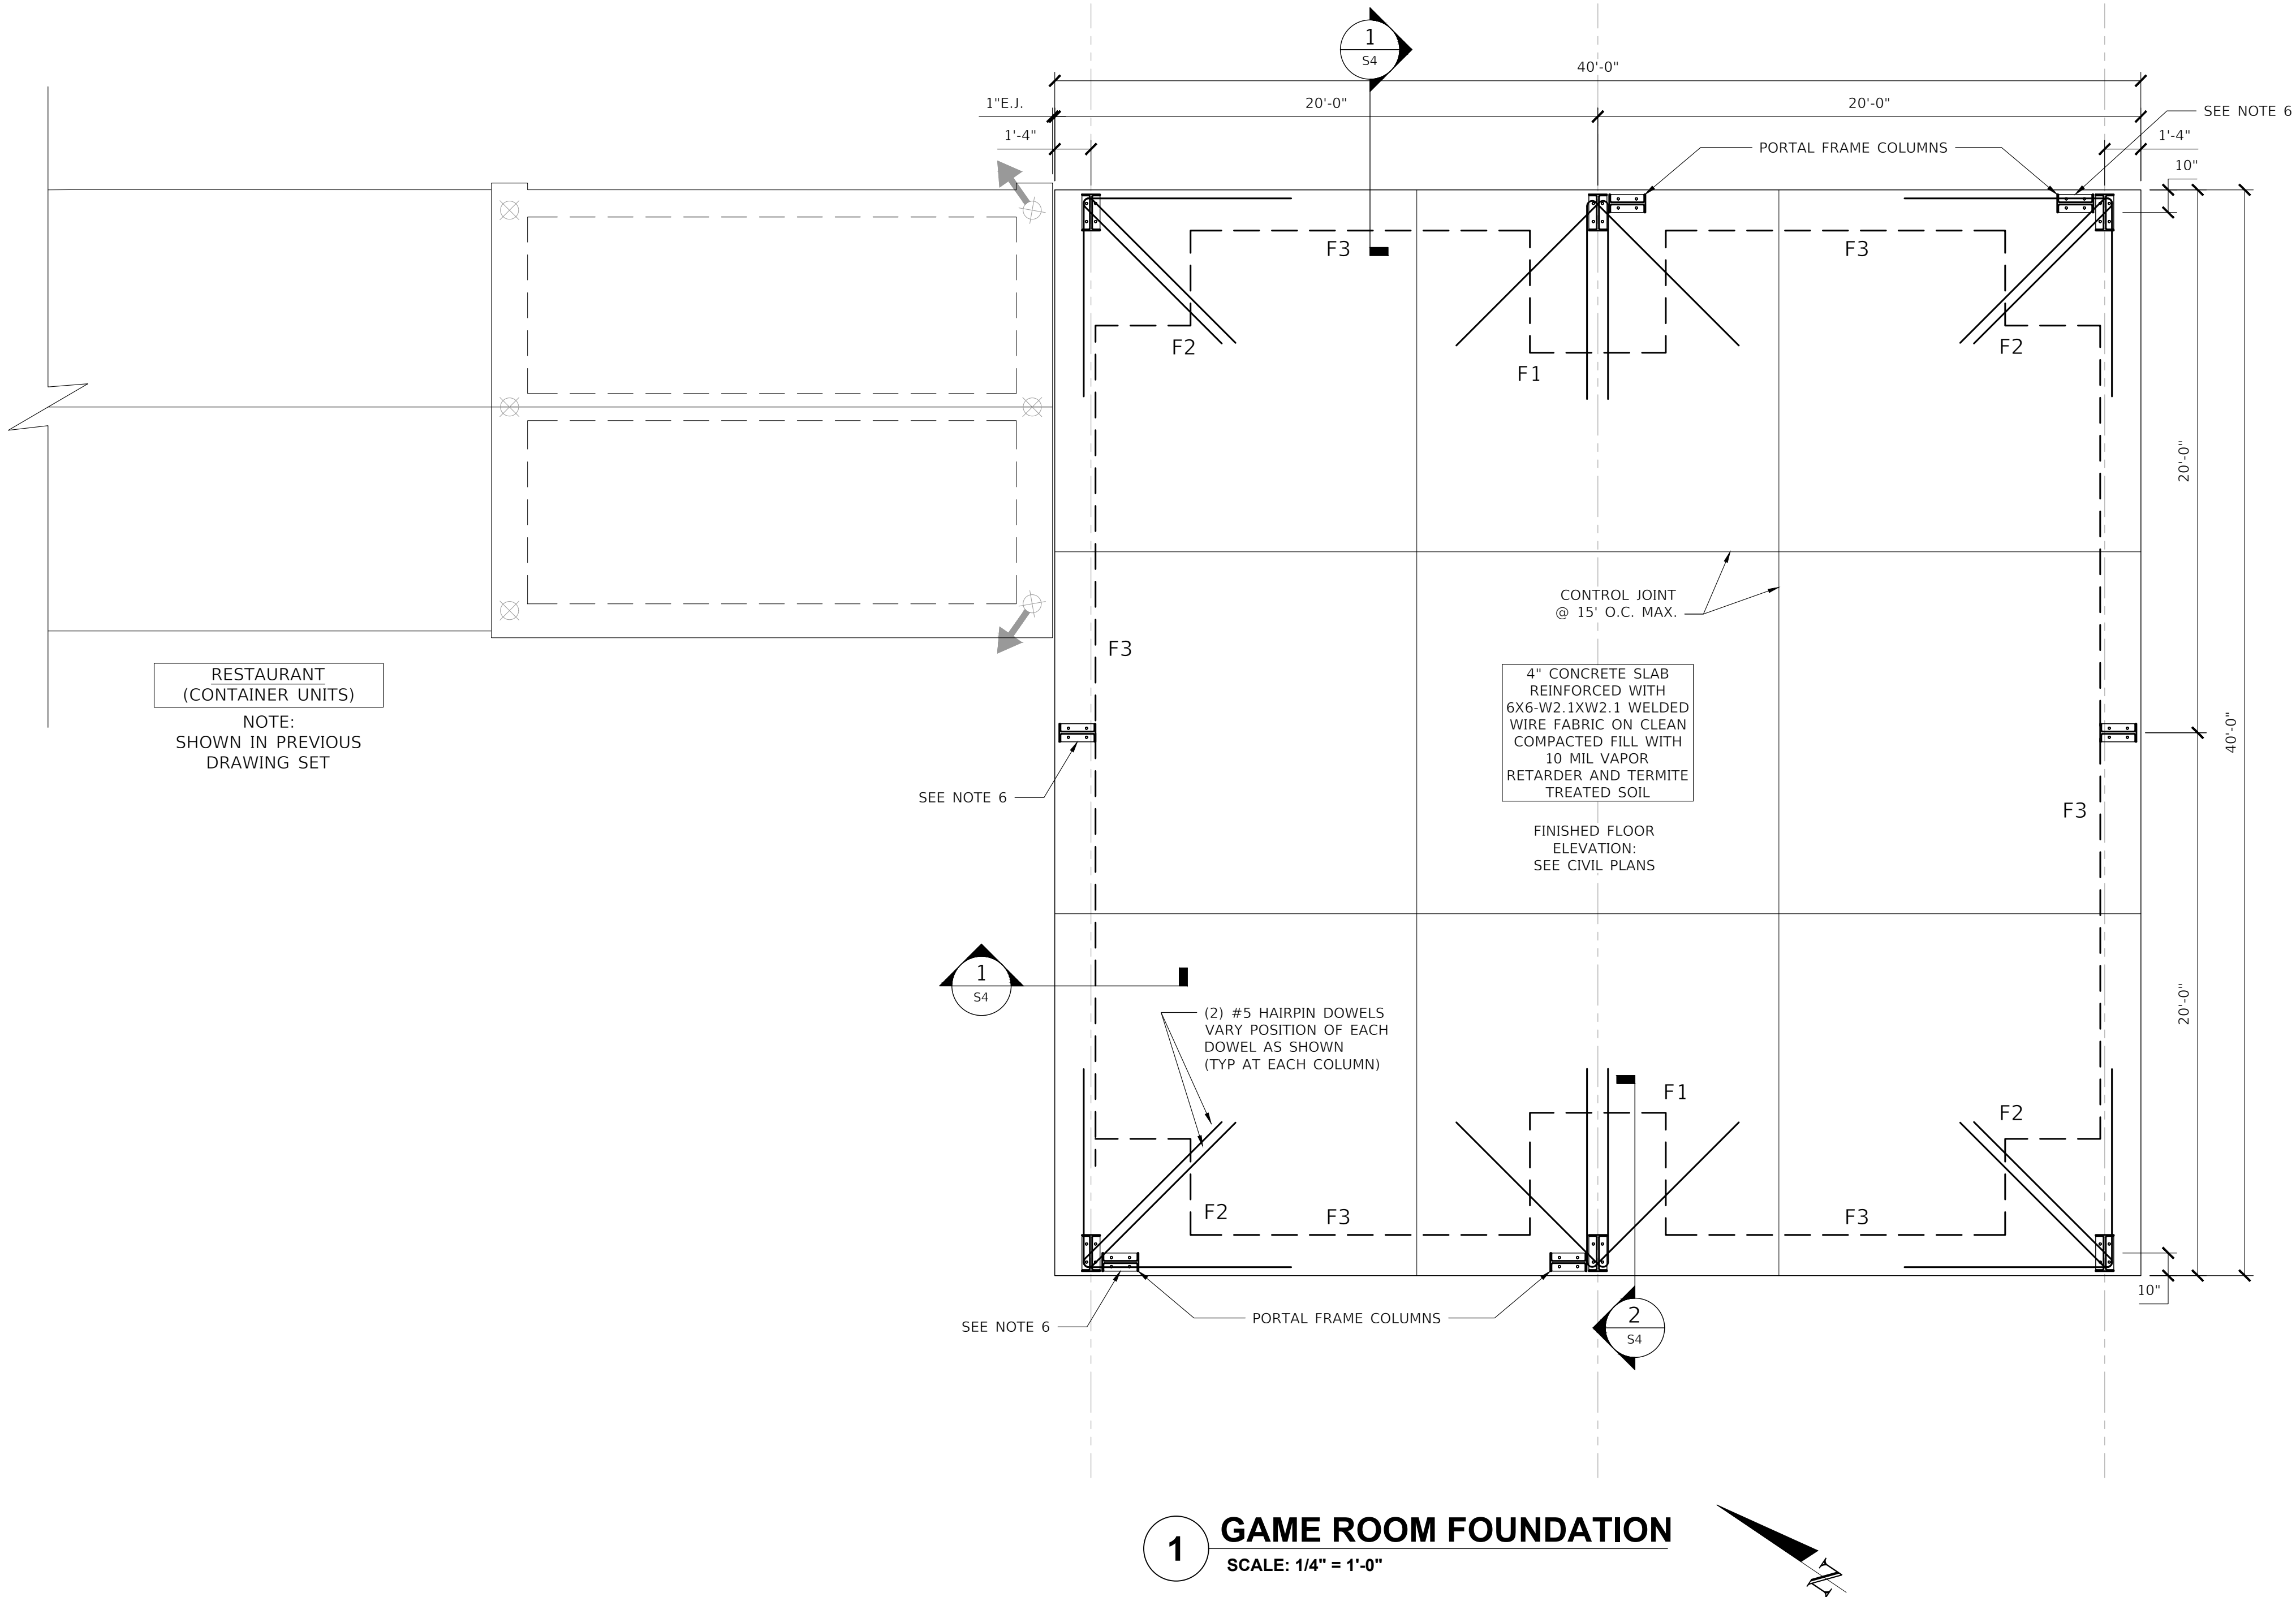 1
S4
40'-0"
1"E.J.
20'-0"
20'-0"
SEE NOTE 6
1'-4"
PORTAL FRAME COLUMNS
1'-4"
10"
F3
F3
F2
F1
F2
20'-0"
40'-0"
CONTROL JOINT
@ 15' O.C. MAX.
F3
RESTAURANT
(CONTAINER UNITS)
NOTE:
SHOWN IN PREVIOUS
DRAWING SET
4" CONCRETE SLAB
REINFORCED WITH
6X6-W2.1XW2.1 WELDED
WIRE FABRIC ON CLEAN
COMPACTED FILL WITH
10 MIL VAPOR
RETARDER AND TERMITE
TREATED SOIL
SEE NOTE 6
F3
FINISHED FLOOR
ELEVATION:
SEE CIVIL PLANS
1
S4
20'-0"
(2) #5 HAIRPIN DOWELS
VARY POSITION OF EACH
DOWEL AS SHOWN
(TYP AT EACH COLUMN)
F1
F2
F2
F3
F3
10"
SEE NOTE 6
PORTAL FRAME COLUMNS
2
S4
1
GAME ROOM FOUNDATION
SCALE: 1/4" = 1'-0"
N